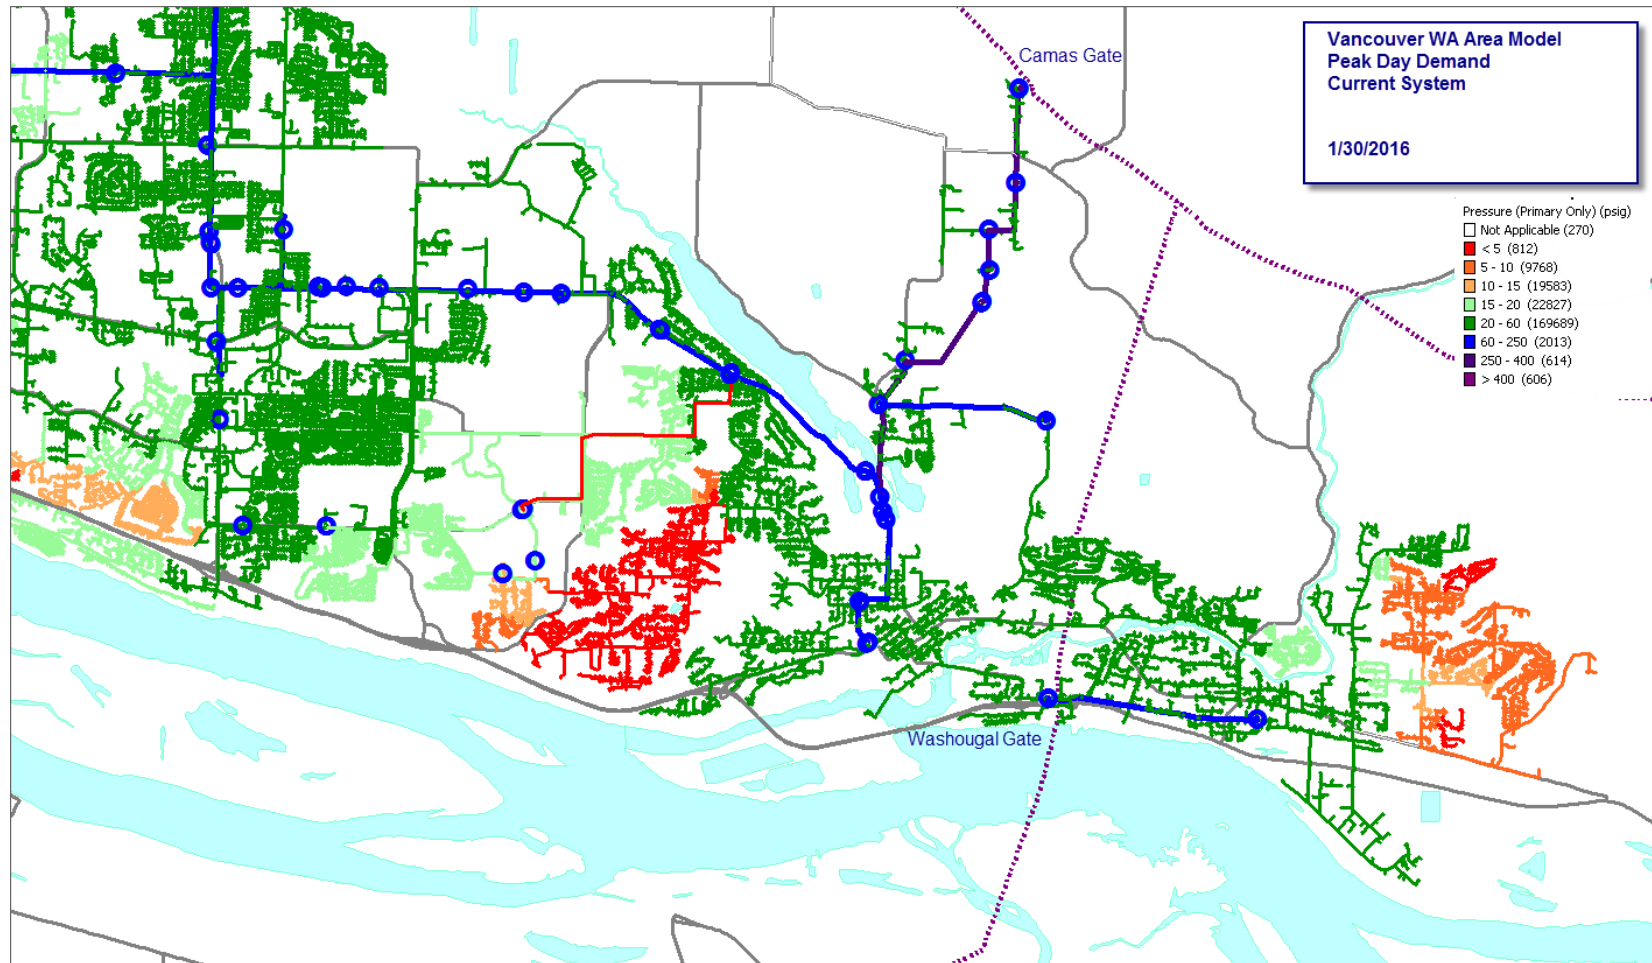 Camas Gate
Vancouver WA Area Model
Peak Day Demand
Current System
1/30/2016
Pressure (Primary Only) (psig)
Not Applicable (270)
< 5 (812)
5 - 10 (9768)
10 - 15 (19583)
15 - 20 (22827)
20 - 60 (169689)
60 - 250 (2013)
250 - 400 (614)
> 400 (606)
Washougal Gate